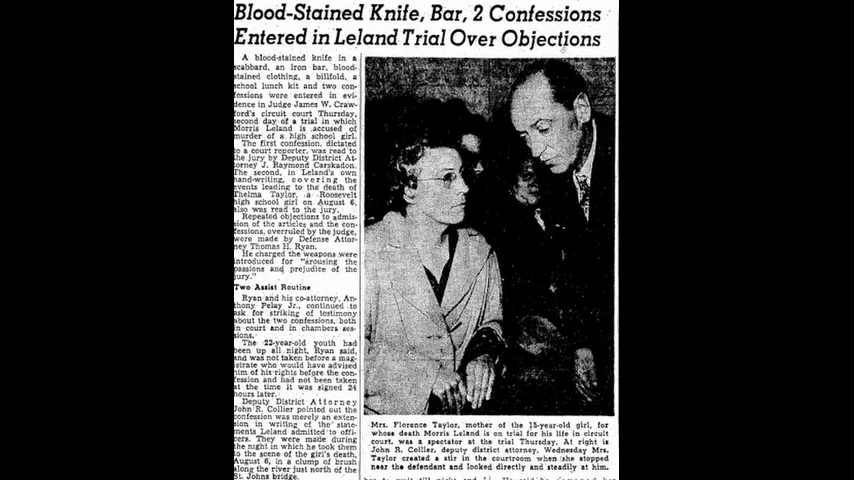 Blood-Stained Knife, Bar, 2 Confessions
Entered in Leland Trial Over Objections
A blood-stained knife in a
scabbard, an iron bar, blood-
stained clothing, a billfold, a
school lunch kit and two con-
fessions were entered in evi-
dence in Judge James W. Craw-
ford's circuit court Thursday,
second day of a trial in which
Morris Leland is accused of
murder of a high school girl.
The first confession, dictated
to a court reporter, was read to
the jury by Deputy District At-
torney J. Raymond Carskadon.
The second, in Leland's own
hand-writing, covering the
events leading to the death of
Thelma Taylor, a Roosevelt
high school girl on August 6,
also was read to the jury.
Repeated objections to admis-
sion of the articles and the con-
fessions, overruled by the judge,
were made by Defense Attor-
ney Thomas H. Ryan.
He charged the weapons were
introduced for "arousing the
passions and prejudice of the
jury."
Two Assist Routine
Ryan and his co-attorney, An-
thony Pelay Jr., continued to
ask for striking of testimony
about the two confessions, both
in court and in chambers ses-
sions.
The 22-year-old youth had
been up all night, Ryan said,
and was not taken before a mag-
istrate who would have advised
him of his rights before the con-
fession and had not been taken
at the time it was signed 24
hours later.
Deputy District Attorney
John R. Collier pointed out the
confession was merely an exten-
sion in writing of the state-
ments Leland admitted to offi-
cers. They were made during
the night in which he took them
to the scene of the girl's death,
August 6, in a clump of brush
along the river just north of the
St. Johns bridge.
Mrs. Florence Taylor, mother of the 15-year-old girl, for
whose death Morris Leland is on trial for his life in circuit
court, was a spectator at the trial Thursday. At right is
John R. Collier, deputy district attorney. Wednesday Mrs.
Taylor created a stir in the courtroom when she stopped
near the defendant and looked directly and steadily at him.